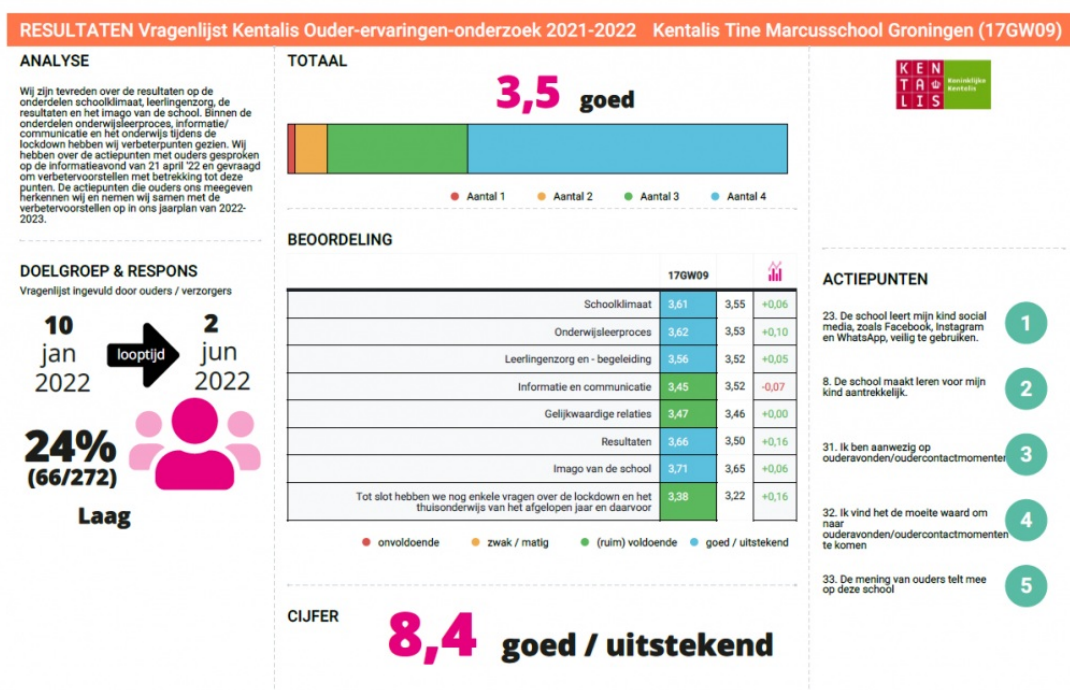 RESULTATEN Vragenlijst Kentalis Ouder-ervaringen-onderzoek 2021-2022 Kentalis Tine Marcusschool Groningen (17GW09)
ANALYSE
Wij zijn tevreden over de resultaten op de
onderdelen schoolklimaat, leerlingenzorg, de
resultaten en het imago van de school. Binnen de
onderdelen onderwijsleerproces, informatie/
communicatie en het onderwijs tijdens de
lockdown hebben wij verbeterpunten gezien. Wij
hebben over de actiepunten met ouders gesproken
op de informatieavond van 21 april '22 en gevraagd
om verbetervoorstellen met betrekking tot deze
punten. De actiepunten die ouders ons meegeven
herkennen wij en nemen wij samen met de
verbetervoorstellen op in ons jaarplan van 2022-
2023.
DOELGROEP & RESPONS
Vragenlijst ingevuld door ouders / verzorgers
10
jan
2022
looptijd
2
jun
2022
24%
(66/272)
Laag
TOTAAL
3,5 goed
Aantal 1 Aantal 2 Aantal 3 Aantal 4
BEOORDELING
17GW09
Schoolklimaat 3,61 3,55 +0,06
Onderwijsleerproces 3,62 3,53 +0,10
Leerlingenzorg en - begeleiding 3,56 3,52 +0,05
Informatie en communicatie 3,45 3,52 -0,07
Gelijkwaardige relaties 3,47 3,46 +0,00
Resultaten 3,66 3,50 +0,16
Imago van de school 3,71 3,65 +0,06
Tot slot hebben we nog enkele vragen over de lockdown en het 3,38 3,22 +0,16
thuisonderwijs van het afgelopen jaar en daarvoor
onvoldoende zwak / matig (ruim) voldoende goed / uitstekend
CIJFER
8,4 goed / uitstekend
KEN
TA
LIS
Koninklijke
Kentalis
ACTIEPUNTEN
23. De school leert mijn kind social
media, zoals Facebook, Instagram
en WhatsApp, veilig te gebruiken.
1
8. De school maakt leren voor mijn
kind aantrekkelijk.
2
31. Ik ben aanwezig op
ouderavonden/oudercontactmomenten
3
32. Ik vind het de moeite waard om
naar
ouderavonden/oudercontactmomenten
te komen
4
33. De mening van ouders telt mee
op deze school
5